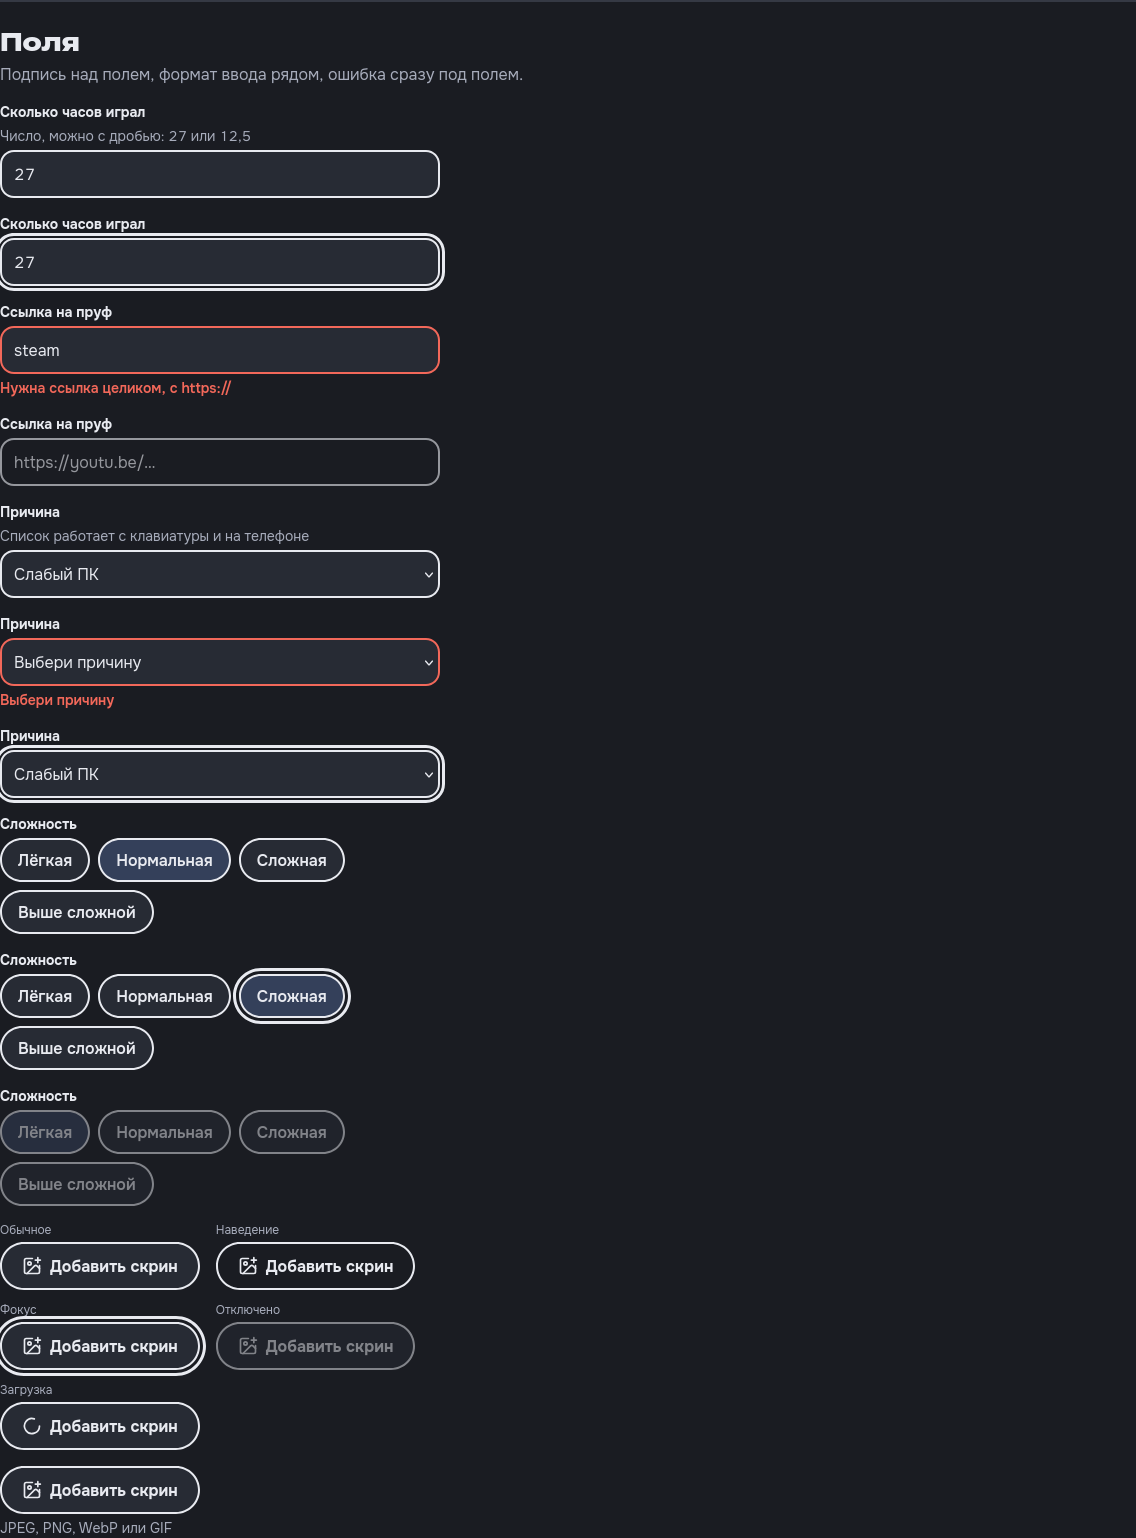 Поля
Подпись над полем, формат ввода рядом, ошибка сразу под полем.
Сколько часов играл
Число, можно с дробью: 27 или 12,5
27
Сколько часов играл
27
Ссылка на пруф
steam
Нужна ссылка целиком, с https://
Ссылка на пруф
https://youtu.be/...
Причина
Список работает с клавиатуры и на телефоне
Слабый ПК
Причина
Выбери причину
Выбери причину
Причина
Слабый ПК
Сложность
Лёгкая Нормальная Сложная
Выше сложной
Сложность
Лёгкая Нормальная Сложная
Выше сложной
Сложность
Лёгкая Нормальная Сложная
Выше сложной
Обычное Наведение
Добавить скрин Добавить скрин
Фокус Отключено
Добавить скрин Добавить скрин
Загрузка
Добавить скрин
Добавить скрин
JPEG, PNG, WebP или GIF